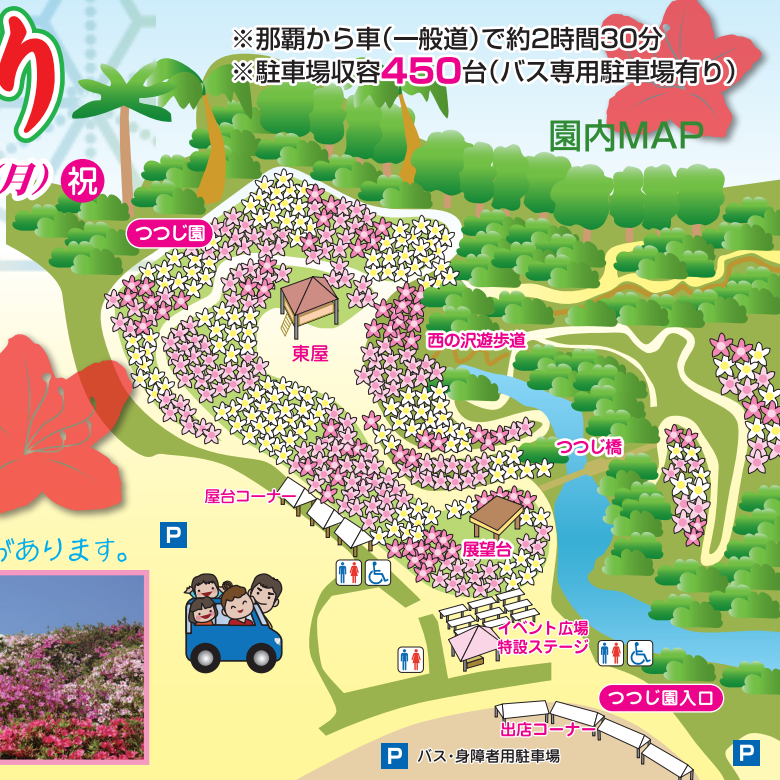 り
※那覇から車（一般道）で約2時間30分
※駐車場収容450台（バス専用駐車場有り）
園内MAP
（月）祝
つつじ園
東屋
西の沢遊歩道
つつじ橋
屋台コーナー
P
があります。
展望台
イベント広場
特設ステージ
つつじ園入口
出店コーナー
P バス・身障者用駐車場
P